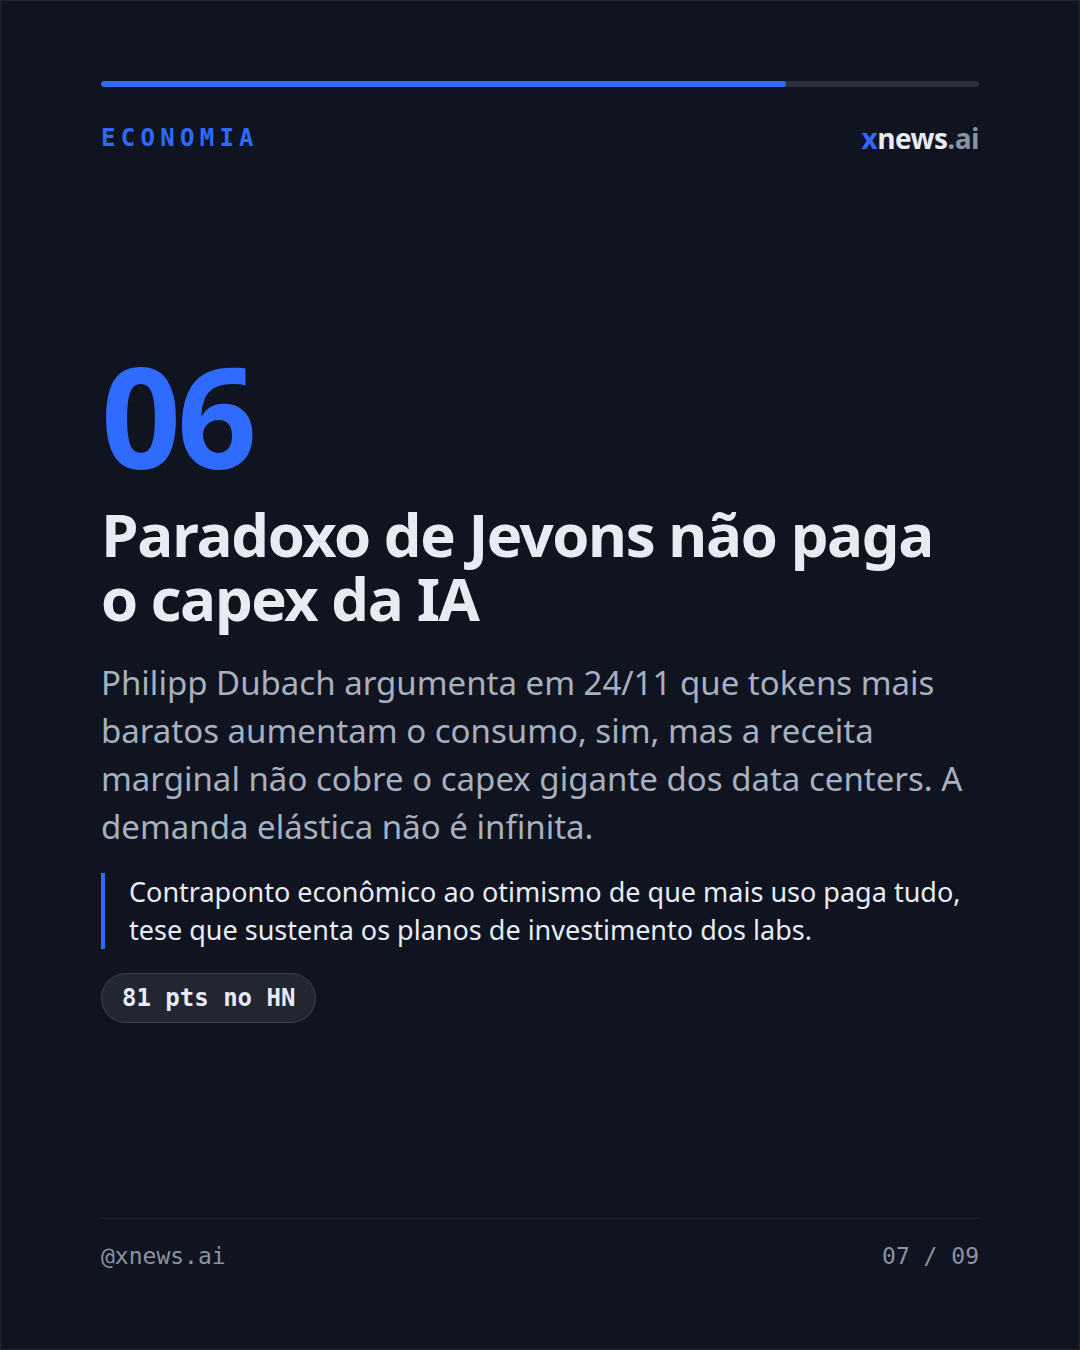 ECONOMIA
xnews.ai
06
Paradoxo de Jevons não paga
o capex da IA
Philipp Dubach argumenta em 24/11 que tokens mais
baratos aumentam o consumo, sim, mas a receita
marginal não cobre o capex gigante dos data centers. A
demanda elástica não é infinita.
Contraponto econômico ao otimismo de que mais uso paga tudo,
tese que sustenta os planos de investimento dos labs.
81 pts no HN
@xnews.ai
07 / 09